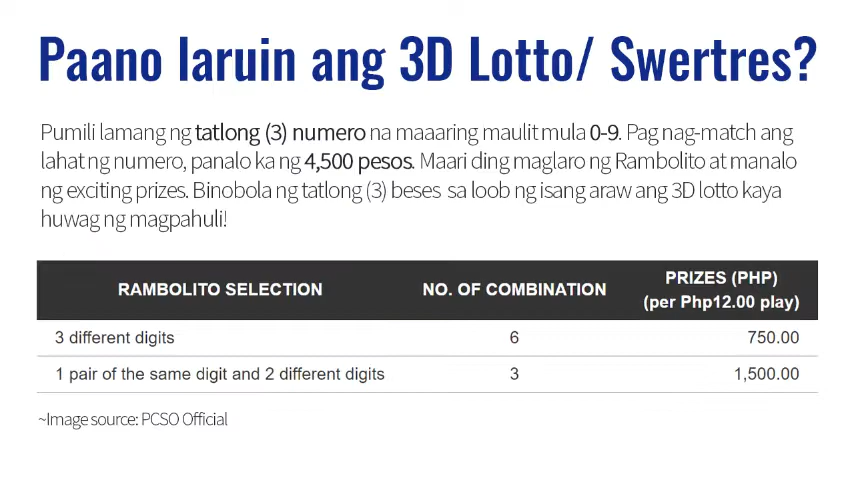 Paano laruin ang 3D Lotto/ Swertres?
Pumili lamang ng tatlong (3) numero na maaaring maulit mula 0-9. Pag nag-match ang
lahat ng numero, panalo ka ng 4,500 pesos. Maari ding maglaro ng Rambolito at manalo
ng exciting prizes. Binobola ng tatlong (3) beses sa loob ng isang araw ang 3D lotto kaya
huwag ng magpahuli!
RAMBOLITO SELECTION NO. OF COMBINATION PRIZES (PHP)
(per Php12.00 play)
3 different digits 6 750.00
1 pair of the same digit and 2 different digits 3 1,500.00
~Image source: PCSO Official